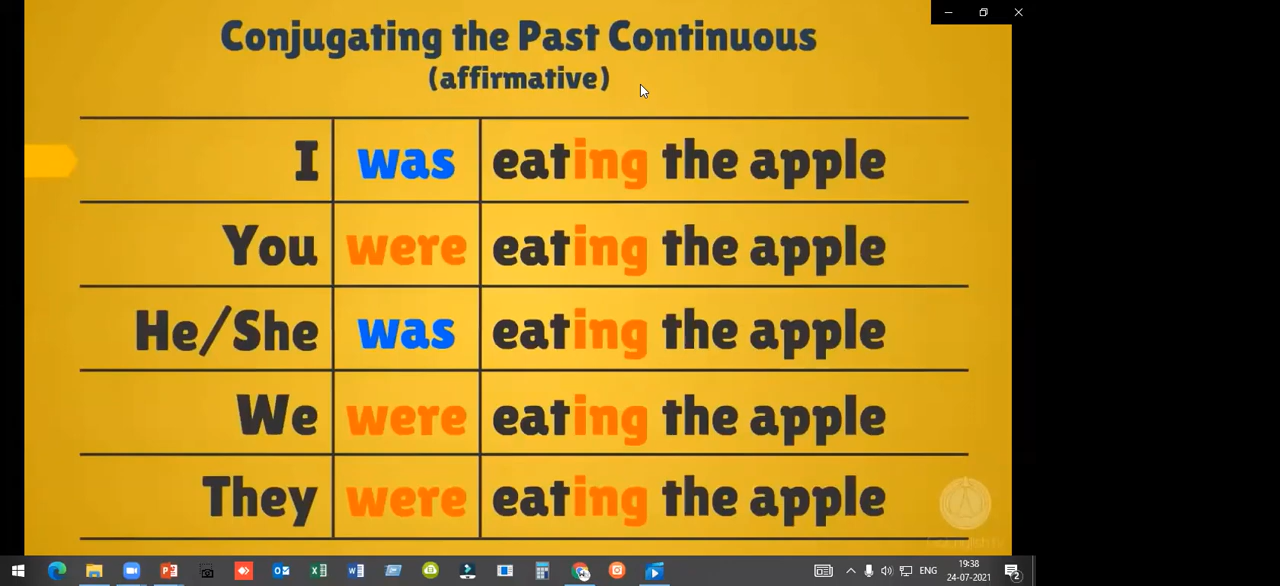 Conjugating the Past Continuous
(affirmative)
I was eating the apple
You were eating the apple
He/She was eating the apple
We were eating the apple
They were eating the apple
ENG
19:38
24-07-2021
2